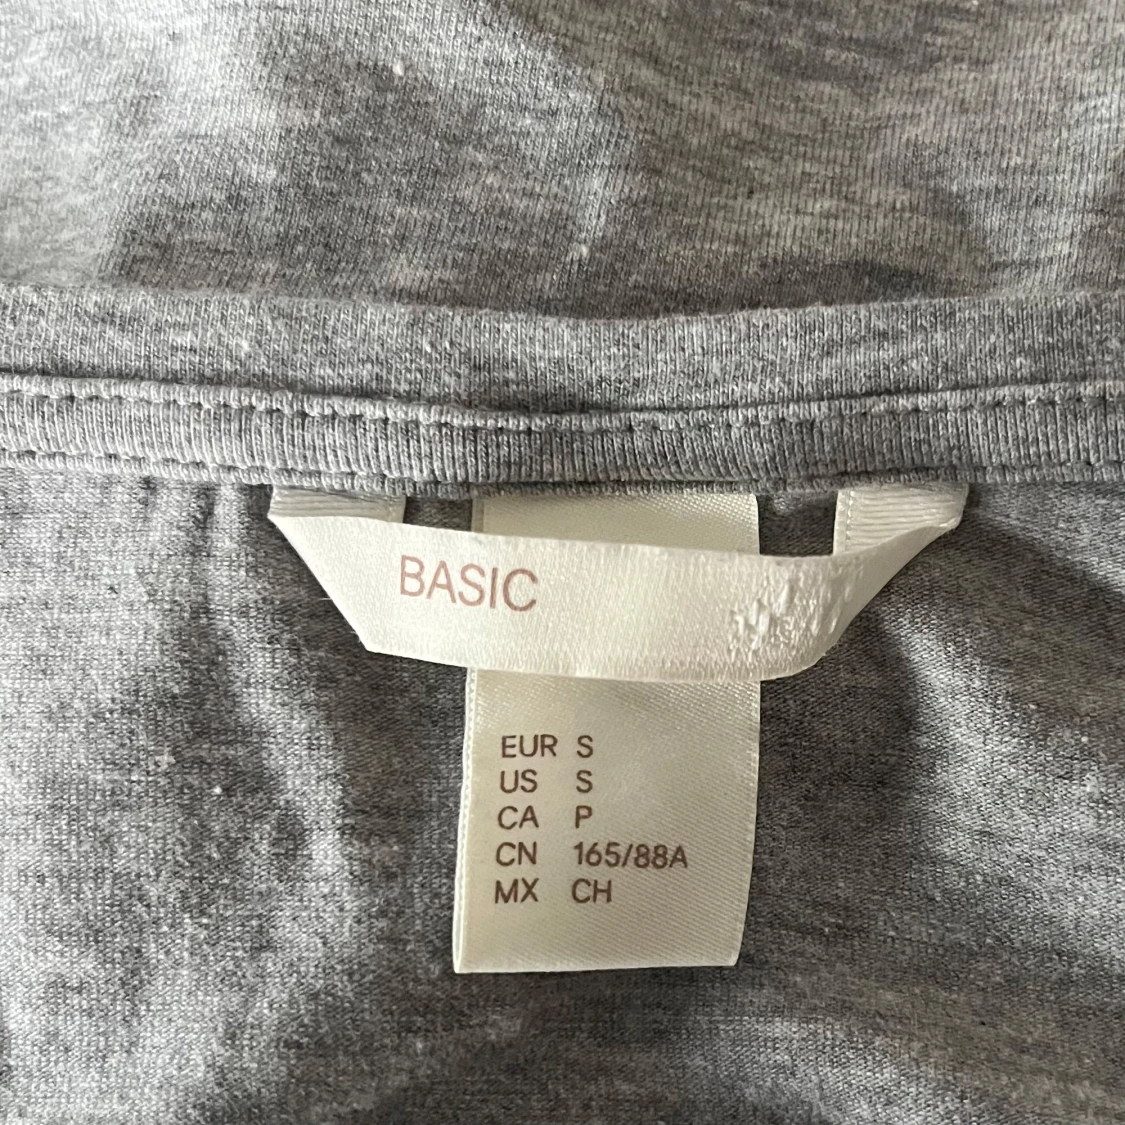 BASIC
EUR S
US S
CA P
CN 165/88A
MX CH